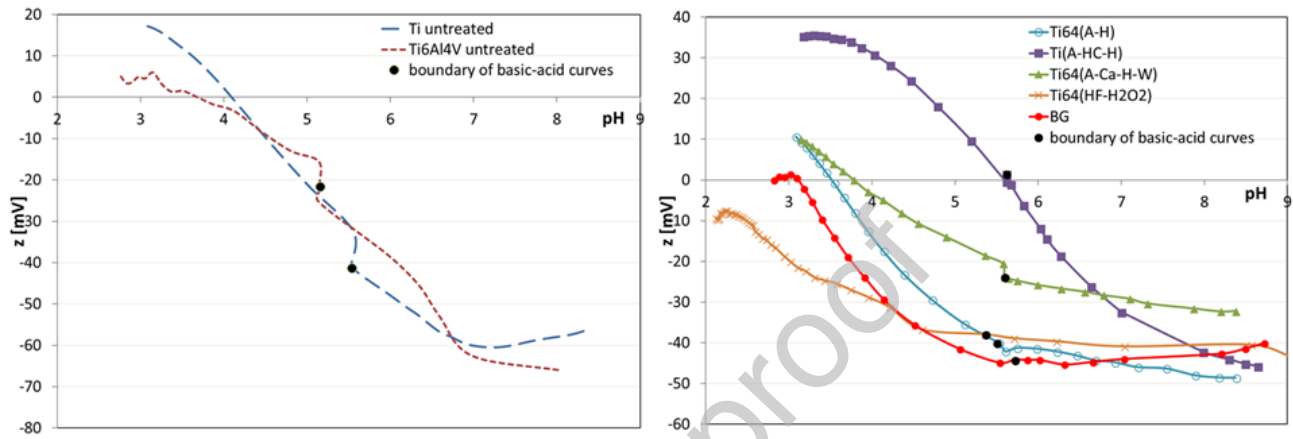 20
10
0
-10
-20
-30
-40
-50
-60
-70
-80
2 3 4 5 6 7 8 9
pH
z [mV]
Ti untreated
Ti6Al4V untreated
boundary of basic-acid curves
40
30
20
10
0
-10
-20
-30
-40
-50
-60
2 3 4 5 6 7 8 9
pH
z [mV]
Ti64(A-H)
Ti(A-HC-H)
Ti64(A-Ca-H-W)
Ti64(HF-H2O2)
BG
boundary of basic-acid curves
proof